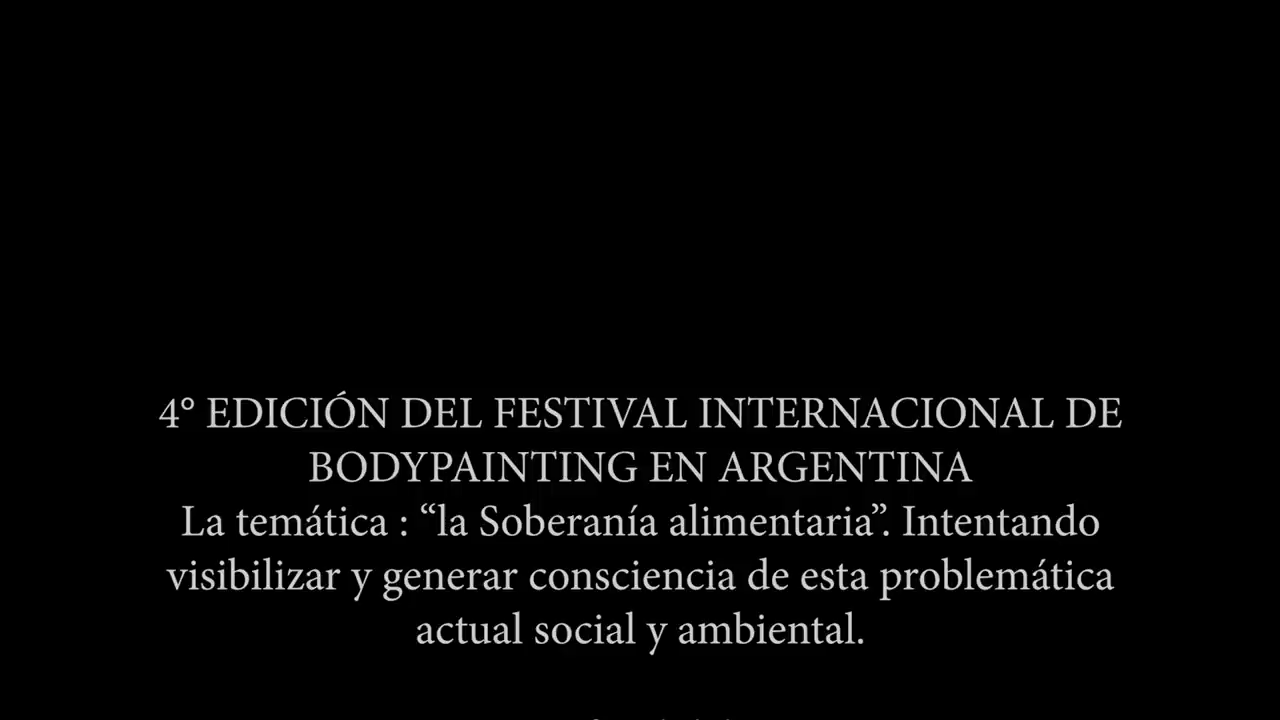 4° EDICIÓN DEL FESTIVAL INTERNACIONAL DE
BODYPAINTING EN ARGENTINA
La temática : “la Soberanía alimentaria”. Intentando
visibilizar y generar consciencia de esta problemática
actual social y ambiental.